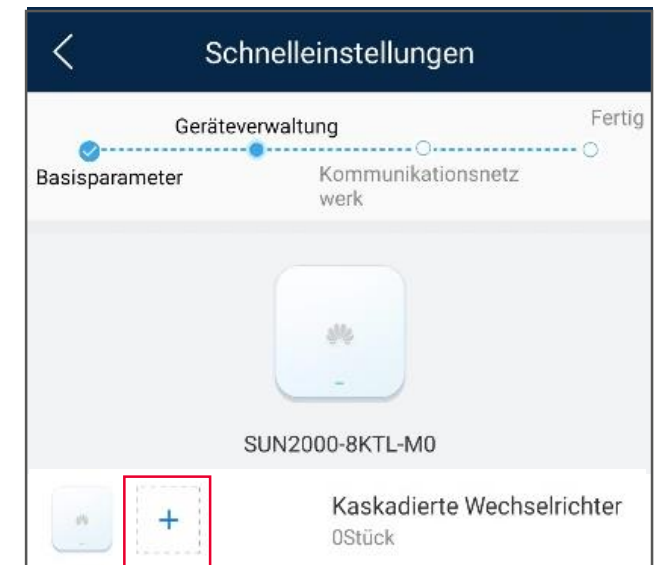 Schnelleinstellungen
Geräteverwaltung
Fertig
Basisparameter
Kommunikationsnetz
werk
SUN2000-8KTL-M0
+
Kaskadierte Wechselrichter
0Stück